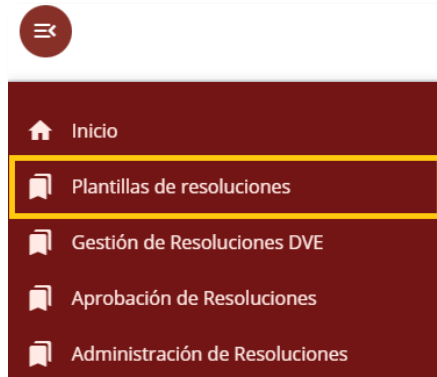 Inicio
Plantillas de resoluciones
Gestión de Resoluciones DVE
Aprobación de Resoluciones
Administración de Resoluciones